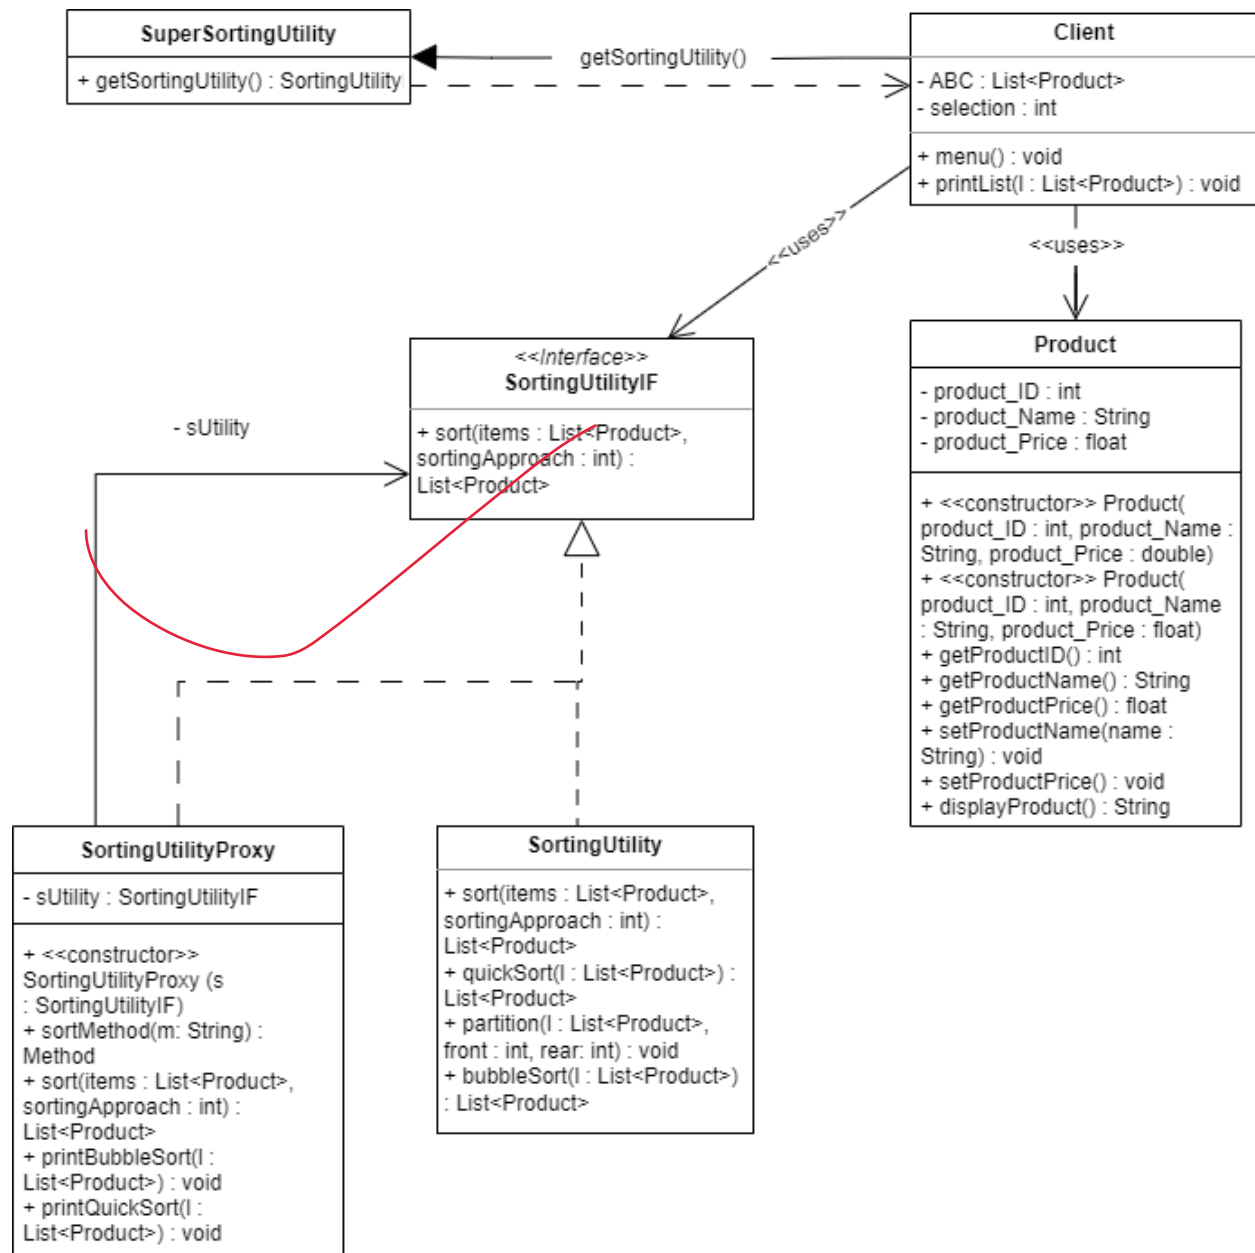 SuperSortingUtility
+ getSortingUtility() : SortingUtility
getSortingUtility()
Client
- ABC : List<Product>
- selection : int
+ menu() : void
+ printList(l : List<Product>) : void
<<uses>>
<<uses>>
<<Interface>>
SortingUtilityIF
+ sort(items : List<Product>,
sortingApproach : int) :
List<Product>
- sUtility
Product
- product_ID : int
- product_Name : String
- product_Price : float
+ <<constructor>> Product(
product_ID : int, product_Name :
String, product_Price : double)
+ <<constructor>> Product(
product_ID : int, product_Name
: String, product_Price : float)
+ getProductID() : int
+ getProductName() : String
+ getProductPrice() : float
+ setProductName(name :
String) : void
+ setProductPrice() : void
+ displayProduct() : String
SortingUtilityProxy
- sUtility : SortingUtilityIF
+ <<constructor>>
SortingUtilityProxy (s
: SortingUtilityIF)
+ sortMethod(m: String) :
Method
+ sort(items : List<Product>,
sortingApproach : int) :
List<Product>
+ printBubbleSort(l :
List<Product>) : void
+ printQuickSort(l :
List<Product>) : void
SortingUtility
+ sort(items : List<Product>,
sortingApproach : int) :
List<Product>
+ quickSort(l : List<Product>) :
List<Product>
+ partition(l : List<Product>,
front : int, rear: int) : void
+ bubbleSort(l : List<Product>)
: List<Product>